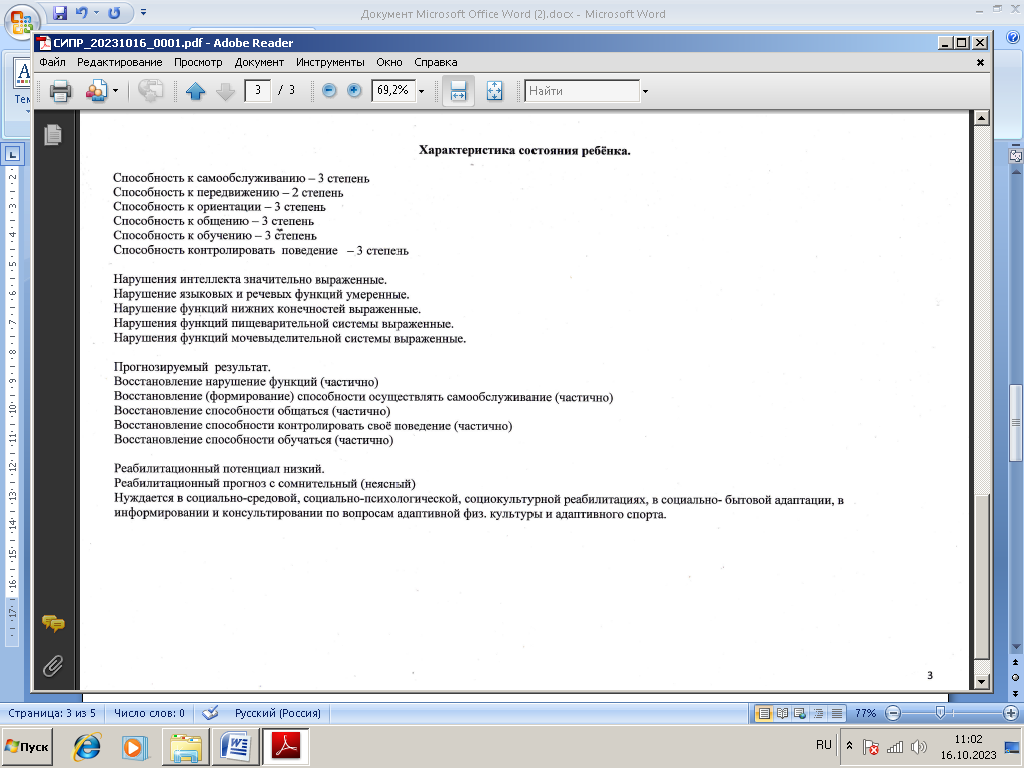 Документ Microsoft Office Word (2).docx - Microsoft Word
СИПР_20231016_0001.pdf - Adobe Reader
Файл Редактирование Просмотр Документ Инструменты Окно Справка
3 / 3 69,2% Найти
Характеристика состояния ребёнка.
Способность к самообслуживанию – 3 степень
Способность к передвижению – 2 степень
Способность к ориентации – 3 степень
Способность к общению – 3 степень
Способность к обучению – 3 степень
Способность контролировать поведение – 3 степень
Нарушения интеллекта значительно выраженные.
Нарушение языковых и речевых функций умеренные.
Нарушение функций нижних конечностей выраженные.
Нарушения функций пищеварительной системы выраженные.
Нарушения функций мочевыделительной системы выраженные.
Прогнозируемый результат.
Восстановление нарушение функций (частично)
Восстановление (формирование) способности осуществлять самообслуживание (частично)
Восстановление способности общаться (частично)
Восстановление способности контролировать своё поведение (частично)
Восстановление способности обучаться (частично)
Реабилитационный потенциал низкий.
Реабилитационный прогноз с сомнительный (неясный)
Нуждается в социально-средовой, социально-психологической, социокультурной реабилитациях, в социально- бытовой адаптации, в
информировании и консультировании по вопросам адаптивной физ. культуры и адаптивного спорта.
3
Страница: 3 из 5 Число слов: 0 Русский (Россия) 77%
Пуск RU 11:02
16.10.2023